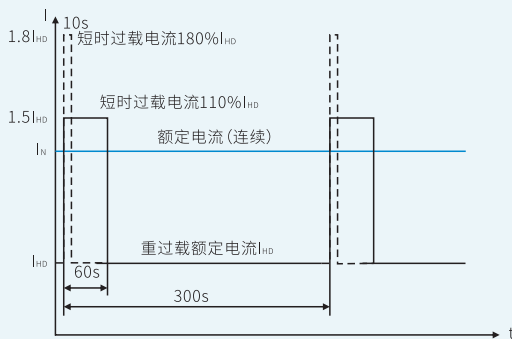 I
10s
1.8IHD
短时过载电流180%IHD
短时过载电流110%IHD
1.5IHD
额定电流(连续)
IN
重过载额定电流IHD
IHD
60s
300s
t